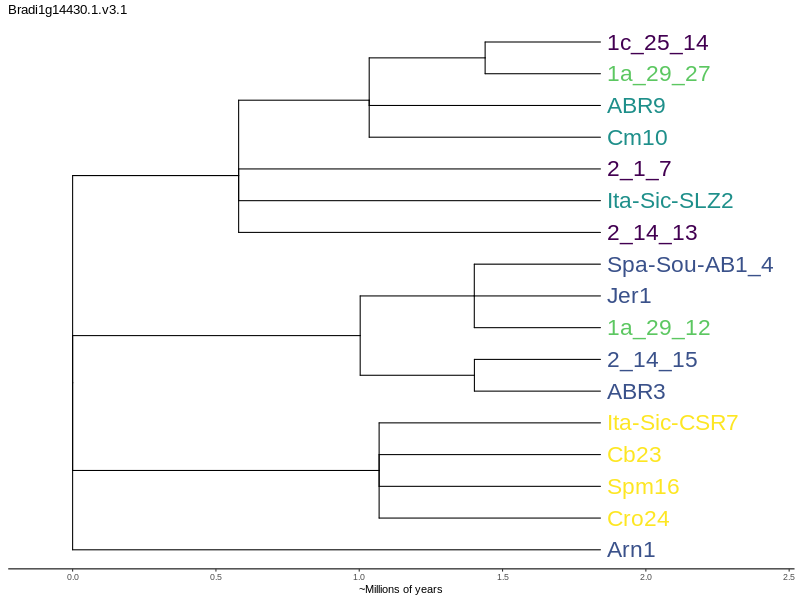 Bradi1g14430.1.v3.1
1c_25_14
1a_29_27
ABR9
Cm10
2_1_7
Ita-Sic-SLZ2
2_14_13
Spa-Sou-AB1_4
Jer1
1a_29_12
2_14_15
ABR3
Ita-Sic-CSR7
Cb23
Spm16
Cro24
Arn1
0.0 0.5 1.0 1.5 2.0 2.5
~Millions of years